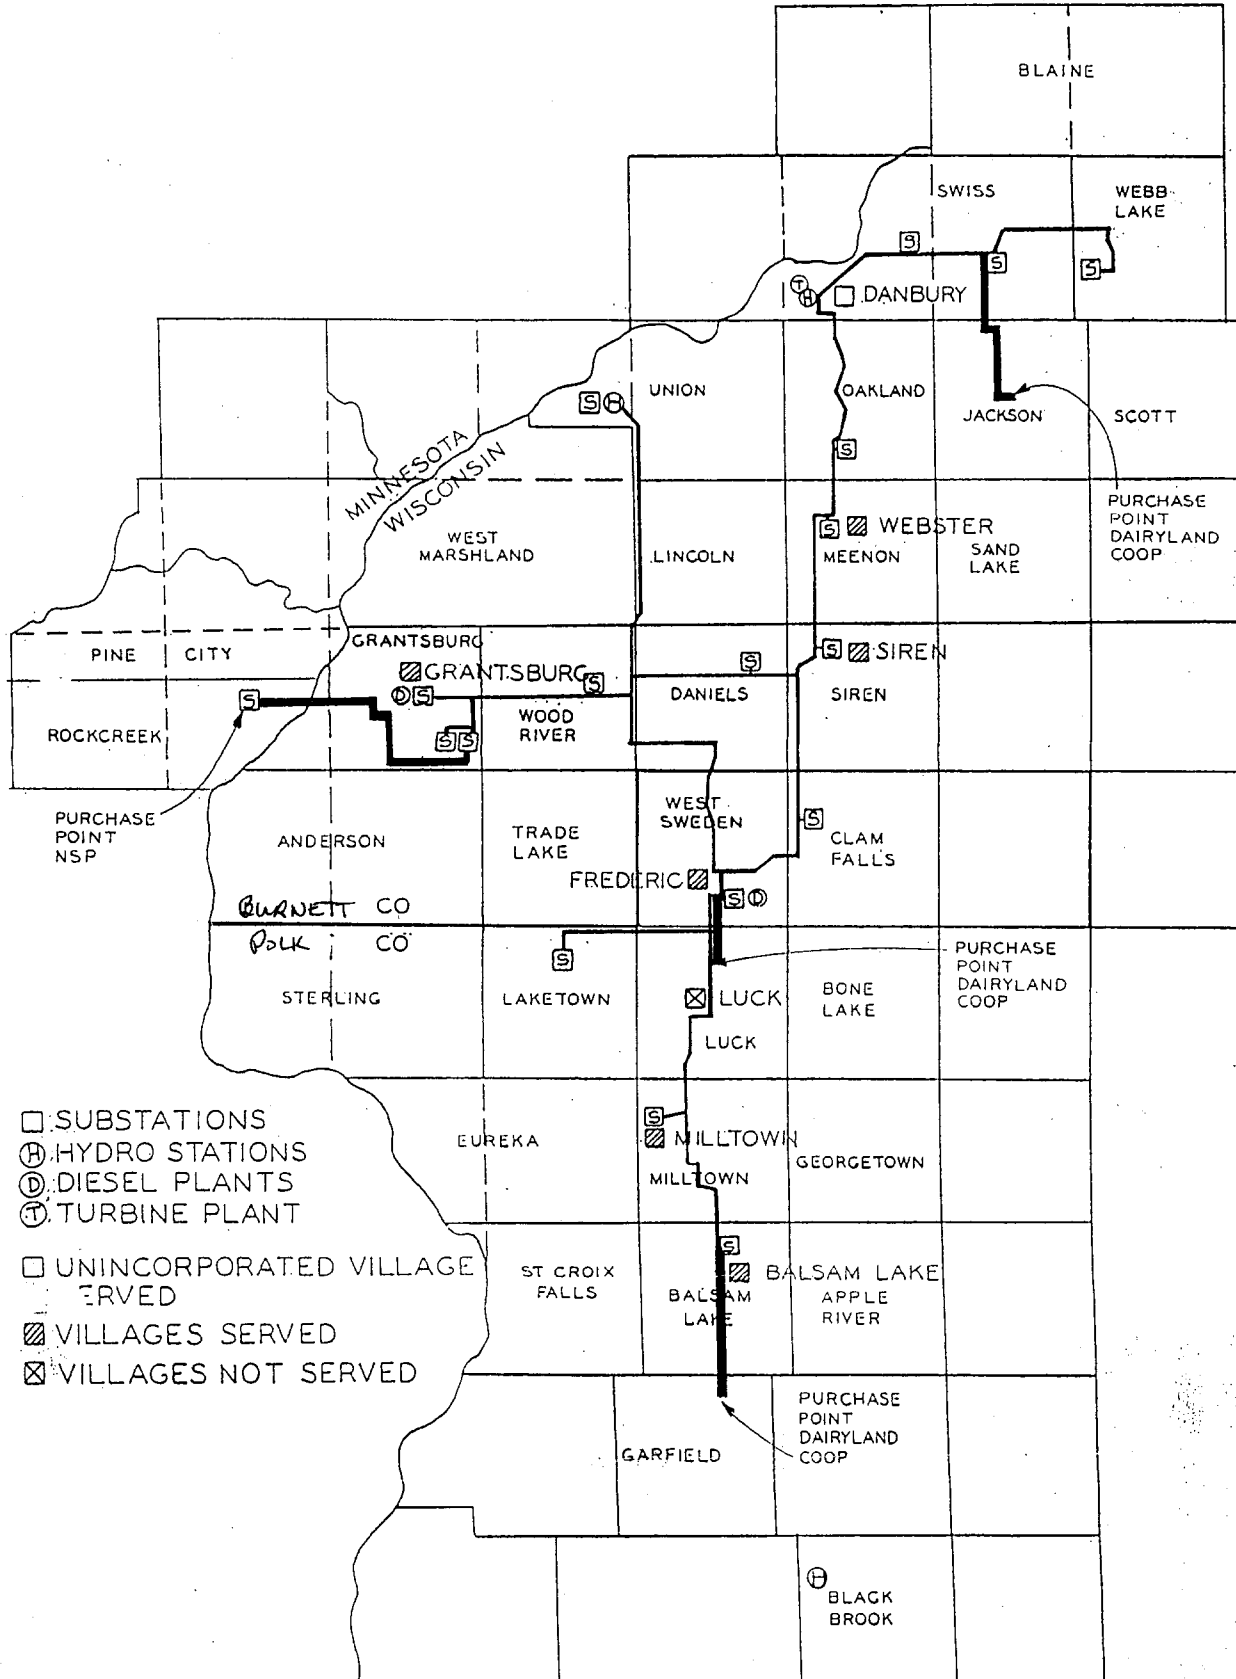 BLAINE
SWISS
WEBB
LAKE
S
S
S
T
H
DANBURY
UNION
OAKLAND
JACKSON
SCOTT
S H
S
MINNESOTA
WISCONSIN
PURCHASE
POINT
DAIRYLAND
COOP
WEST
MARSHLAND
LINCOLN
S
WEBSTER
MEENON
SAND
LAKE
PINE CITY
GRANTSBURG
GRANTSBURG
D S
S
S
S
SIREN
DANIELS
SIREN
S
ROCKCREEK
S S
WOOD
RIVER
PURCHASE
POINT
NSP
ANDERSON
TRADE
LAKE
WEST
SWEDEN
S
CLAM
FALLS
FREDERIC
S D
BURNETT CO
POLK CO
S
PURCHASE
POINT
DAIRYLAND
COOP
STERLING
LAKETOWN
LUCK
BONE
LAKE
LUCK
SUBSTATIONS
H HYDRO STATIONS
D DIESEL PLANTS
T TURBINE PLANT
UNINCORPORATED VILLAGE
ERVED
VILLAGES SERVED
VILLAGES NOT SERVED
EUREKA
S
MILLTOWN
MILLTOWN
GEORGETOWN
S
ST CROIX
FALLS
BALSAM LAKE
BALSAM
LAKE
APPLE
RIVER
PURCHASE
POINT
DAIRYLAND
COOP
GARFIELD
H
BLACK
BROOK